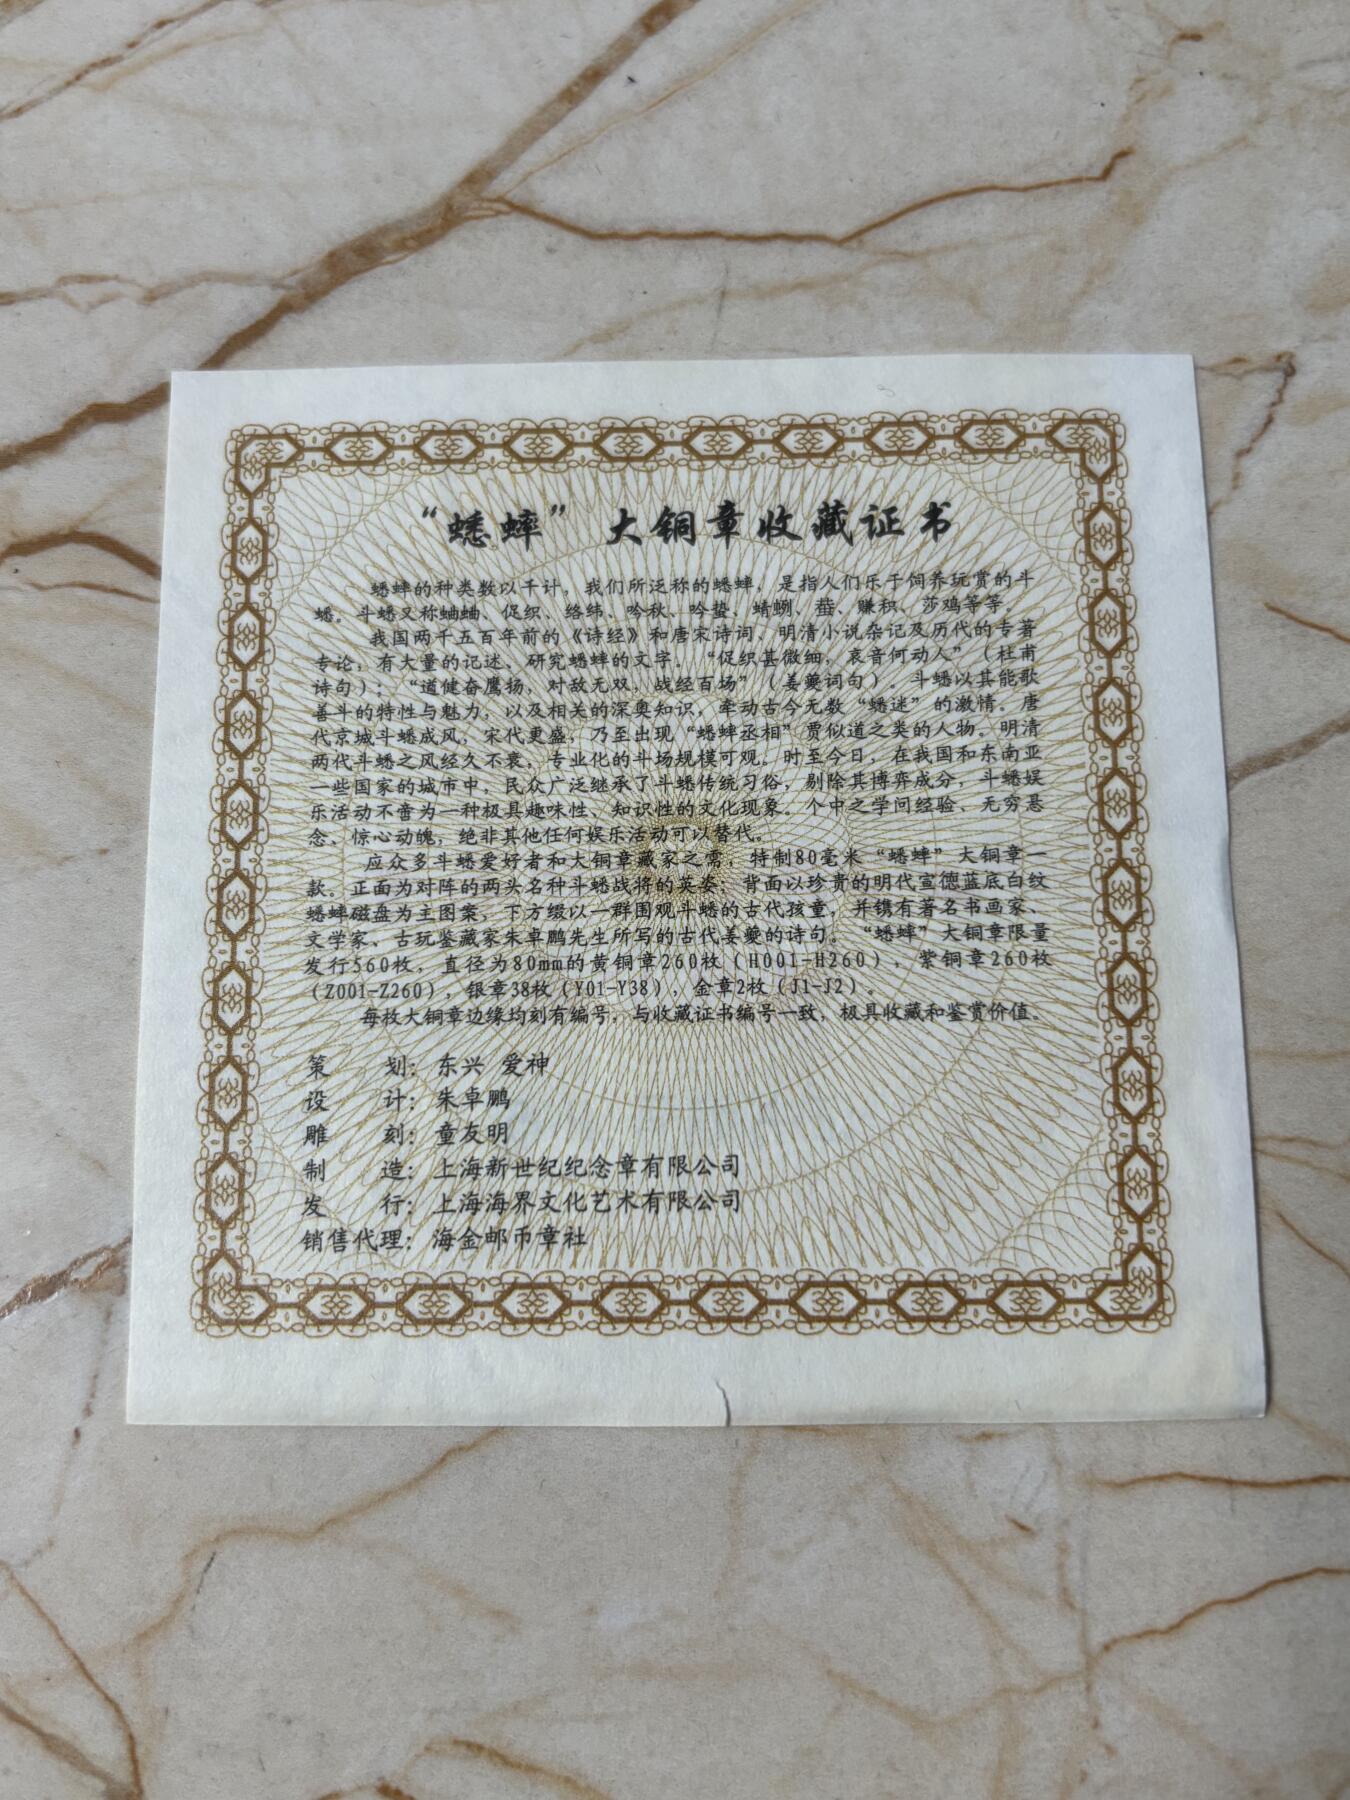 “蟋蟀”大铜章收藏证书
蟋蟀的种类数以千计，我们所泛称的蟋蟀，是指人们乐于饲养玩赏的斗
蟋。斗蟋又称蛐蛐、促织、络纬、吟秋、吟蛩、蜻蛚、蛬、赚积、莎鸡等等。
我国两千五百年前的《诗经》和唐宋诗词、明清小说杂记及历代的专著
专论，有大量的记述、研究蟋蟀的文字。“促织甚微细，哀音何动人”（杜甫
诗句）；“道健奋鹰扬，对敌无双，战经百场”（姜夔词句）。斗蟋以其能歌
善斗的特性与魅力，以及相关的深奥知识，牵动古今无数“蟋迷”的激情。唐
代京城斗蟋成风，宋代更盛，乃至出现“蟋蟀丞相”贾似道之类的人物。明清
两代斗蟋之风经久不衰，专业化的斗场规模可观。时至今日，在我国和东南亚
一些国家的城市中，民众广泛继承了斗蟋传统习俗，剔除其博弈成分，斗蟋娱
乐活动不啻为一种极具趣味性、知识性的文化现象。个中之学问经验、无穷悬
念、惊心动魄，绝非其他任何娱乐活动可以替代。
应众多斗蟋爱好者和大铜章藏家之需，特制80毫米“蟋蟀”大铜章一
款。正面为对阵的两头名种斗蟋战将的英姿；背面以珍贵的明代宣德蓝底白纹
蟋蟀磁盘为主图案，下方缀以一群围观斗蟋的古代孩童，并镌有著名书画家、
文学家、古玩鉴藏家朱卓鹏先生所写的古代姜夔的诗句。“蟋蟀”大铜章限量
发行560枚，直径为80mm的黄铜章260枚（H001-H260），紫铜章260枚
（Z001-Z260），银章38枚（Y01-Y38），金章2枚（J1-J2）。
每枚大铜章边缘均刻有编号，与收藏证书编号一致，极具收藏和鉴赏价值。
策　　划：东兴 爱神
设　　计：朱卓鹏
雕　　刻：童友明
制　　造：上海新世纪纪念章有限公司
发　　行：上海海界文化艺术有限公司
销售代理：海金邮币章社